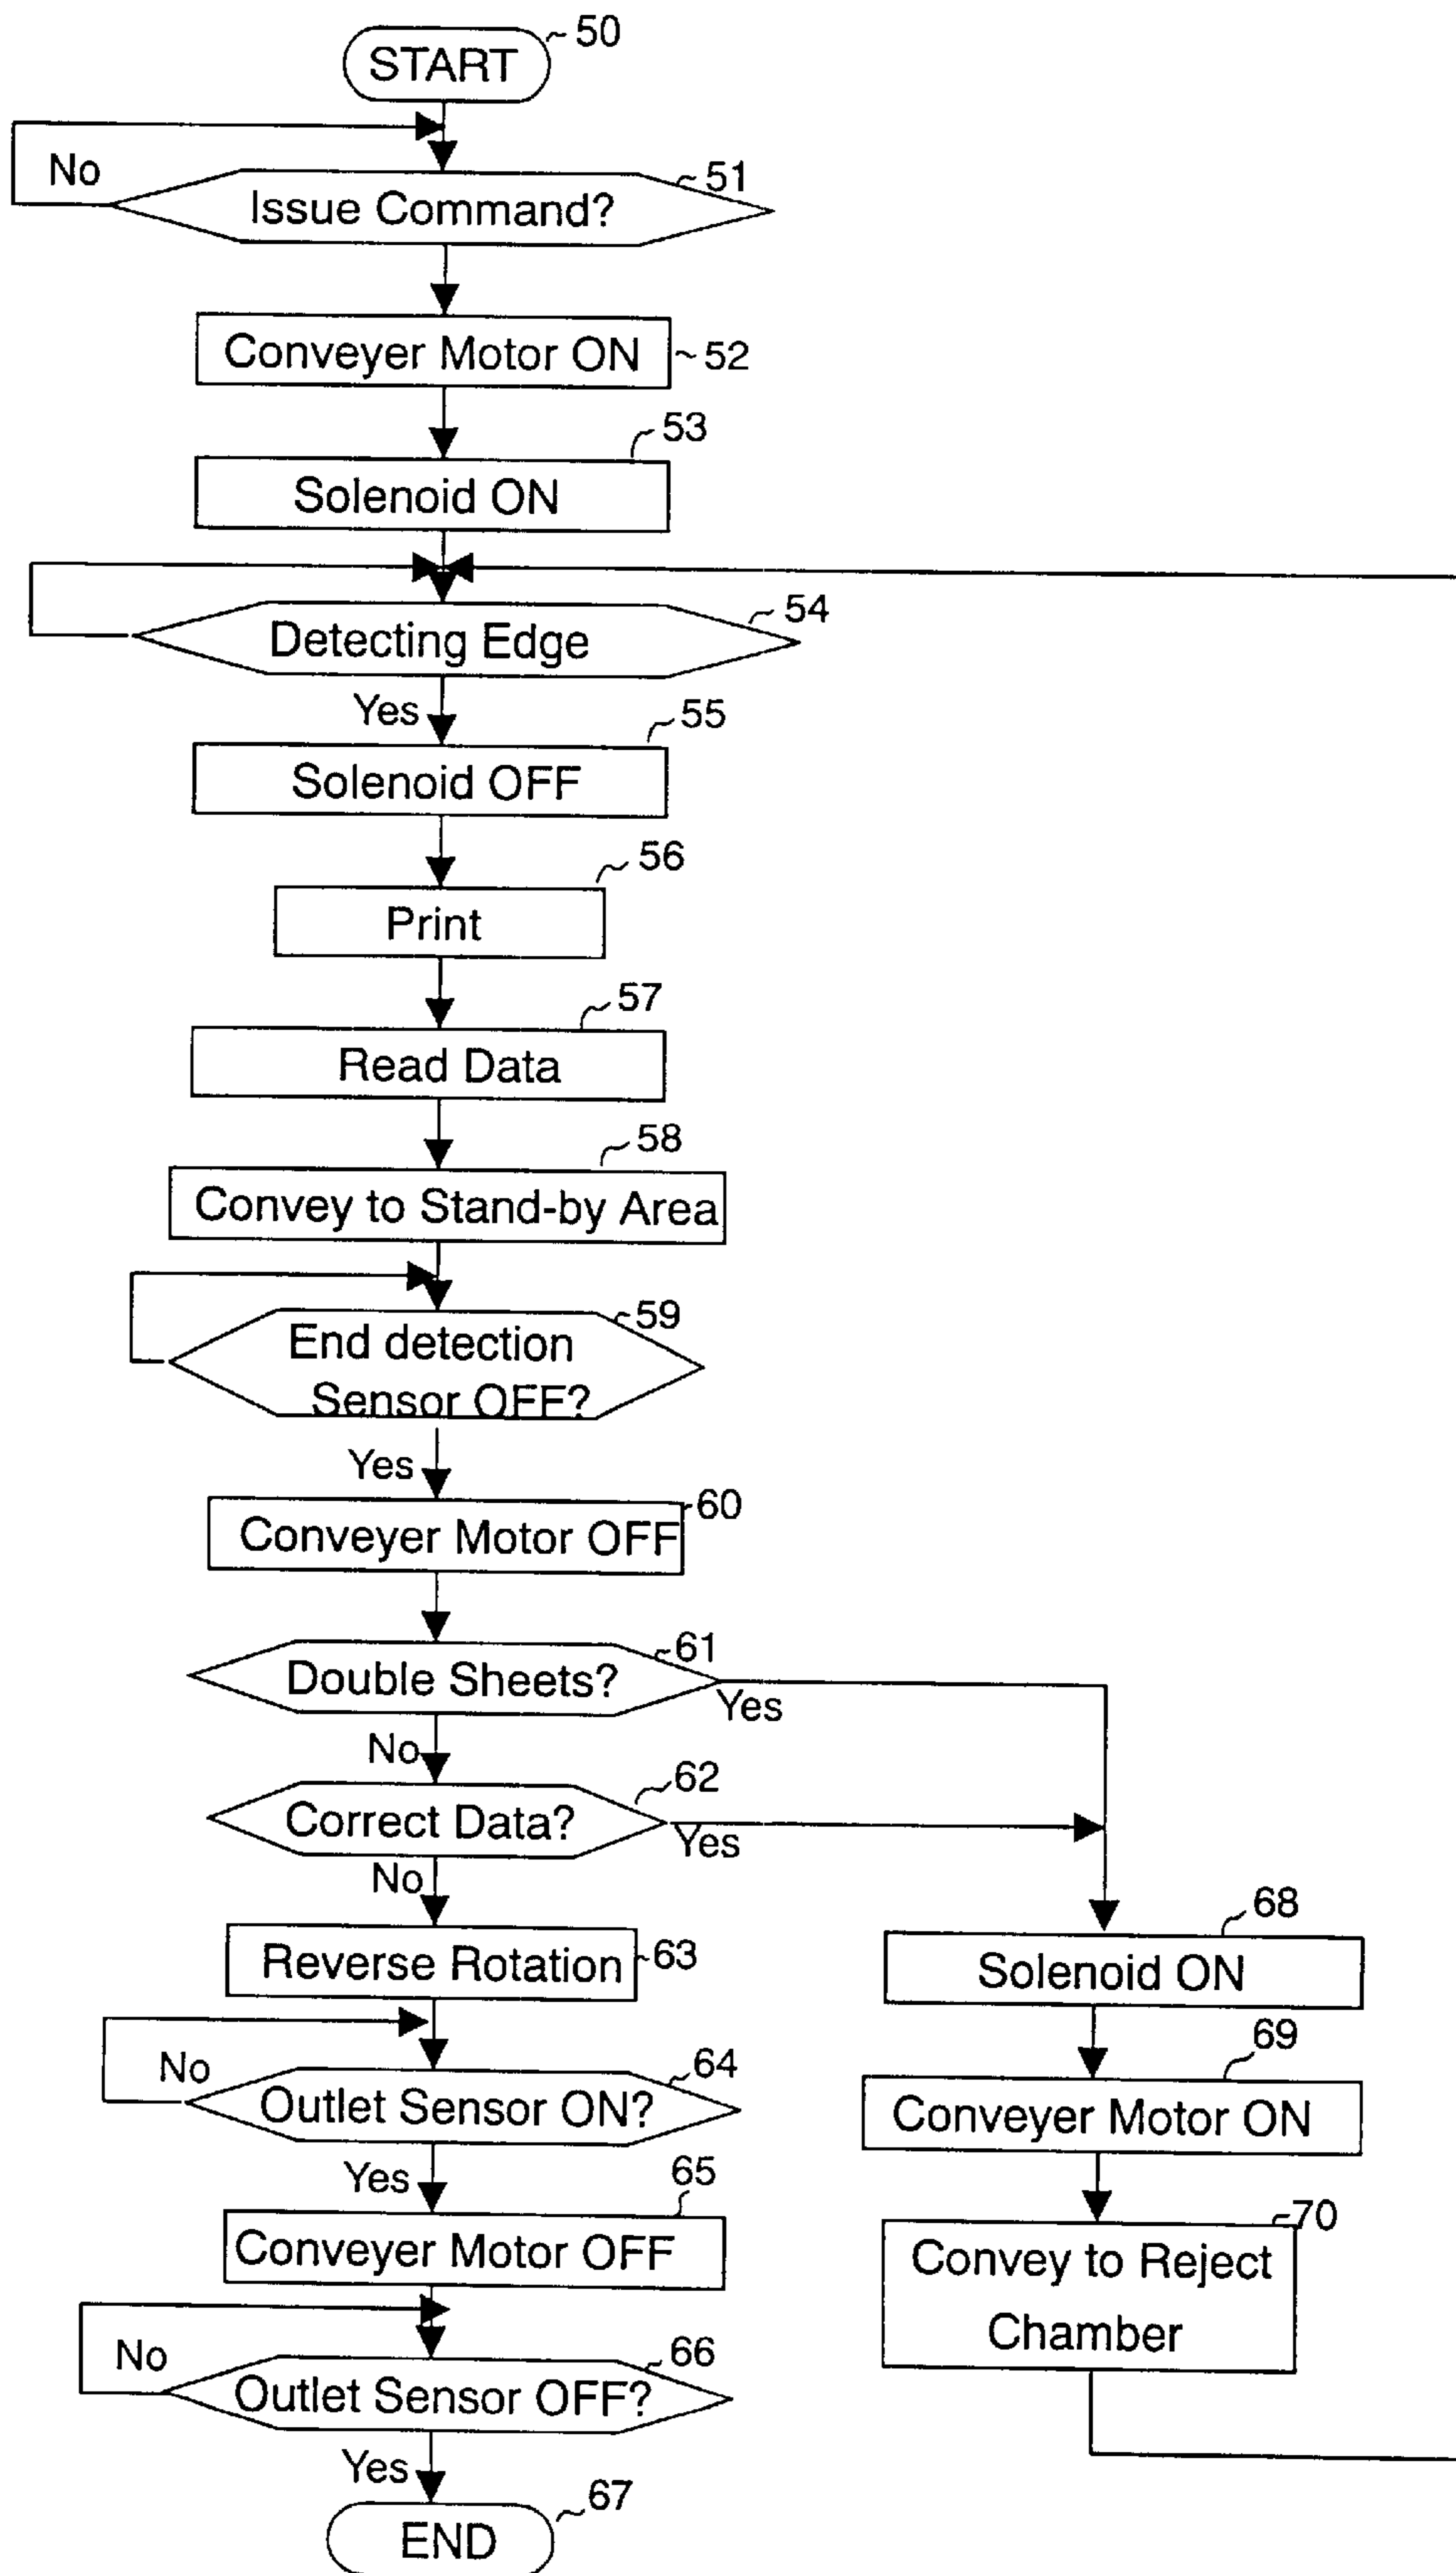 START
50
No
Issue Command?
51
Conveyer Motor ON
52
53
Solenoid ON
54
Detecting Edge
Yes
55
Solenoid OFF
56
Print
57
Read Data
58
Convey to Stand-by Area
59
End detection
Sensor OFF?
Yes
60
Conveyer Motor OFF
61
Double Sheets?
Yes
No
62
Correct Data?
Yes
No
Reverse Rotation
63
No
64
Outlet Sensor ON?
Yes
65
Conveyer Motor OFF
No
66
Outlet Sensor OFF?
Yes
67
END
68
Solenoid ON
69
Conveyer Motor ON
70
Convey to Reject
Chamber